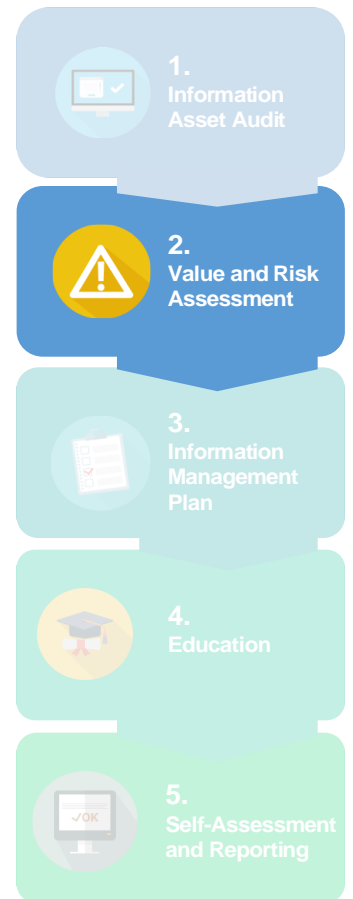 1.
Information
Asset Audit
2.
Value and Risk
Assessment
3.
Information
Management
Plan
4.
Education
5.
Self-Assessment
and Reporting
✓OK